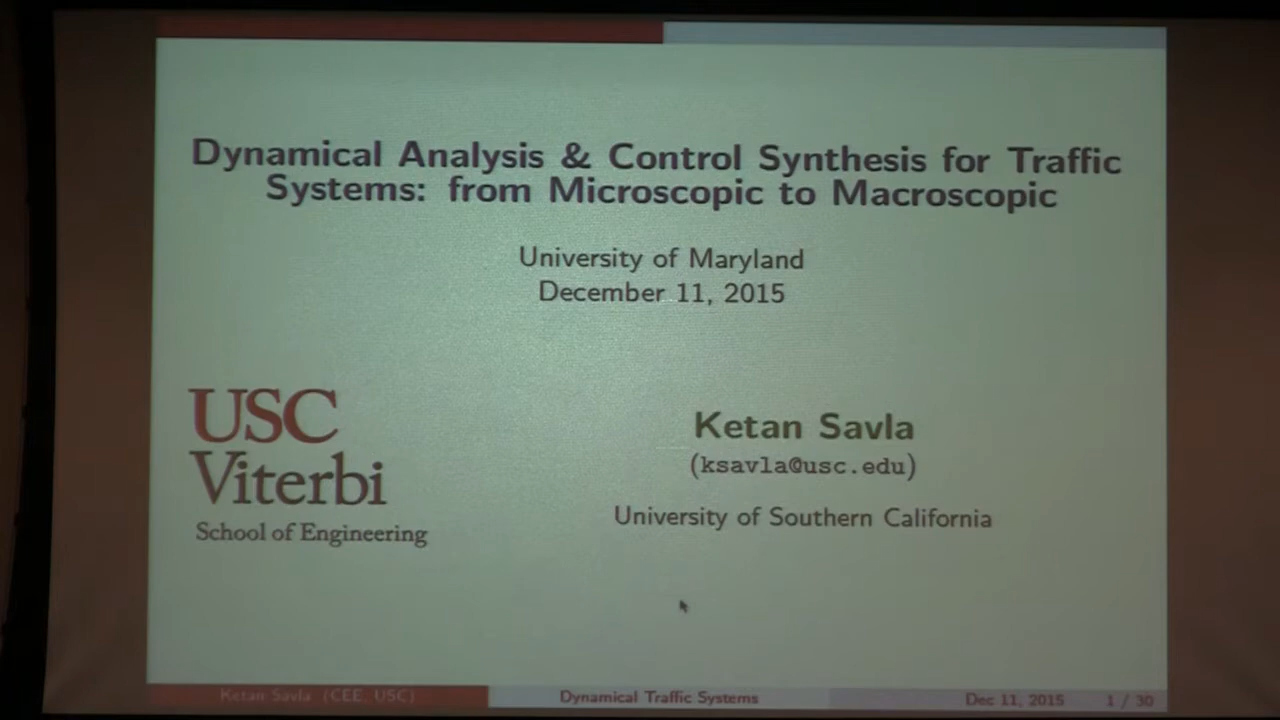 Dynamical Analysis & Control Synthesis for Traffic
Systems: from Microscopic to Macroscopic
University of Maryland
December 11, 2015
USC
Viterbi
School of Engineering
Ketan Savla
(ksavla@usc.edu)
University of Southern California
Ketan Savla (CEE, USC)
Dynamical Traffic Systems
Dec 11, 2015
1 / 30